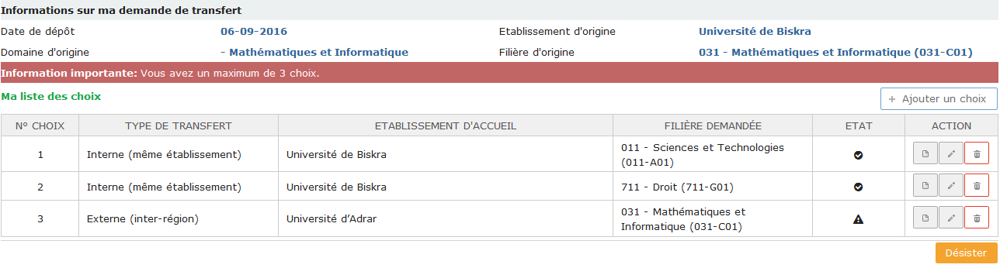 Informations sur ma demande de transfert
Date de dépôt 06-09-2016 Etablissement d'origine Université de Biskra
Domaine d'origine - Mathématiques et Informatique Filière d'origine 031 - Mathématiques et Informatique (031-C01)
Information importante: Vous avez un maximum de 3 choix.
Ma liste des choix
+ Ajouter un choix
N° CHOIX TYPE DE TRANSFERT ETABLISSEMENT D'ACCUEIL FILIÈRE DEMANDÉE ETAT ACTION
1 Interne (même établissement) Université de Biskra 011 - Sciences et Technologies
(011-A01)
2 Interne (même établissement) Université de Biskra 711 - Droit (711-G01)
3 Externe (inter-région) Université d’Adrar 031 - Mathématiques et
Informatique (031-C01)
Désister